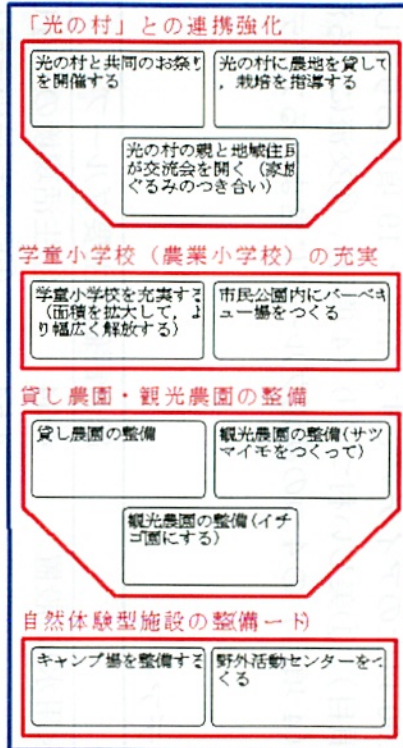 「光の村」との連携強化
光の村と共同のお祭り
を開催する
光の村に農地を貸して
，栽培を指導する
光の村の親と地域住民
が交流会を開く（家族
ぐるみのつき合い）
学童小学校（農業小学校）の充実
学童小学校を充実する
（面積を拡大して，よ
り幅広く解放する）
市民公園内にバーベキ
ュー場をつくる
貸し農園・観光農園の整備
貸し農園の整備
観光農園の整備(サツ
マイモをつくって)
観光農園の整備(イチ
ゴ園にする)
自然体験型施設の整備ート)
キャンプ場を整備する
野外活動センターをつ
くる